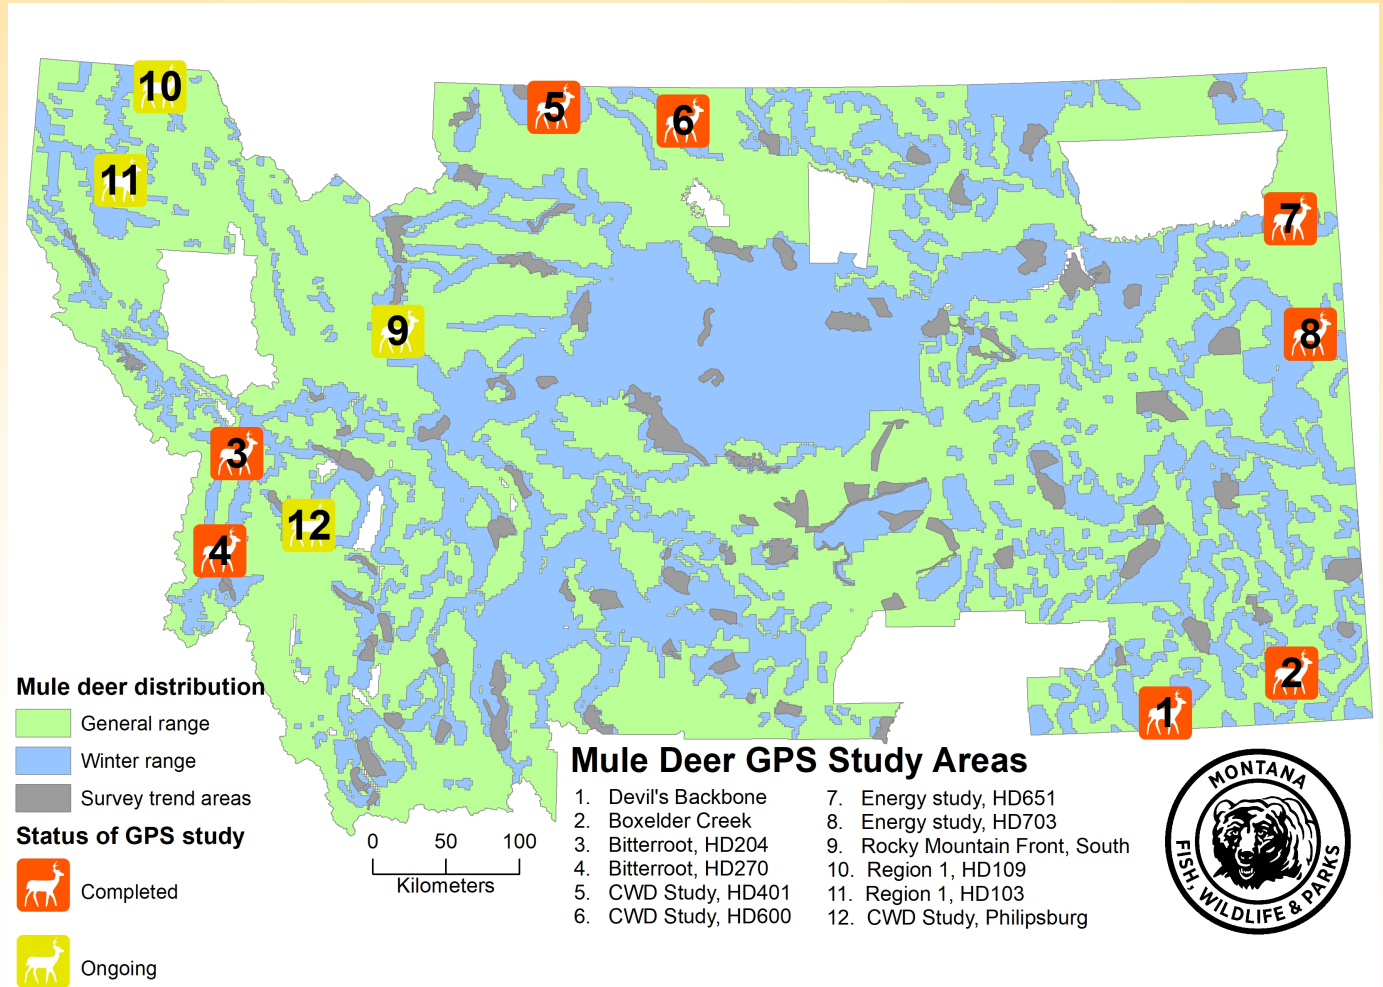 10
5
6
11
7
9
8
3
12
4
2
1
Mule deer distribution
General range
Winter range
Survey trend areas
Status of GPS study
Completed
Ongoing
0 50 100
Kilometers
Mule Deer GPS Study Areas
1. Devil's Backbone
2. Boxelder Creek
3. Bitterroot, HD204
4. Bitterroot, HD270
5. CWD Study, HD401
6. CWD Study, HD600
7. Energy study, HD651
8. Energy study, HD703
9. Rocky Mountain Front, South
10. Region 1, HD109
11. Region 1, HD103
12. CWD Study, Philipsburg
MONTANA
FISH, WILDLIFE & PARKS